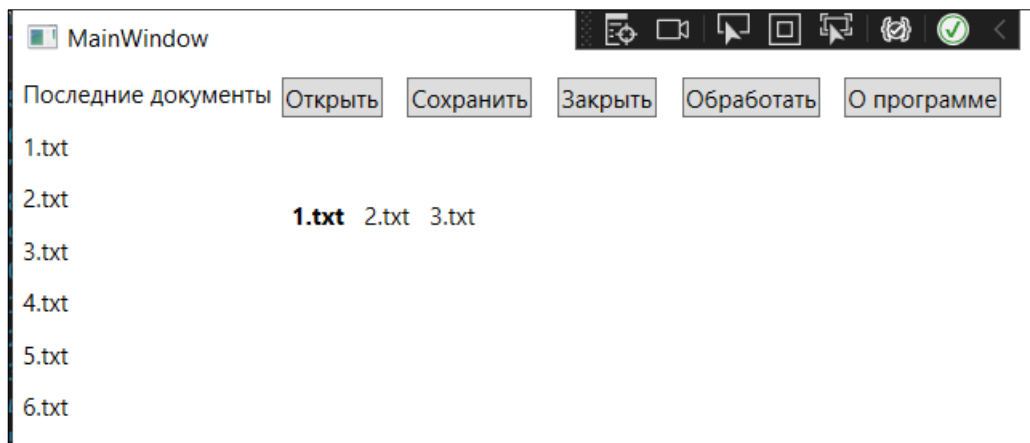 MainWindow
Последние документы Открыть Сохранить Закрыть Обработать О программе
1.txt
2.txt
1.txt 2.txt 3.txt
3.txt
4.txt
5.txt
6.txt